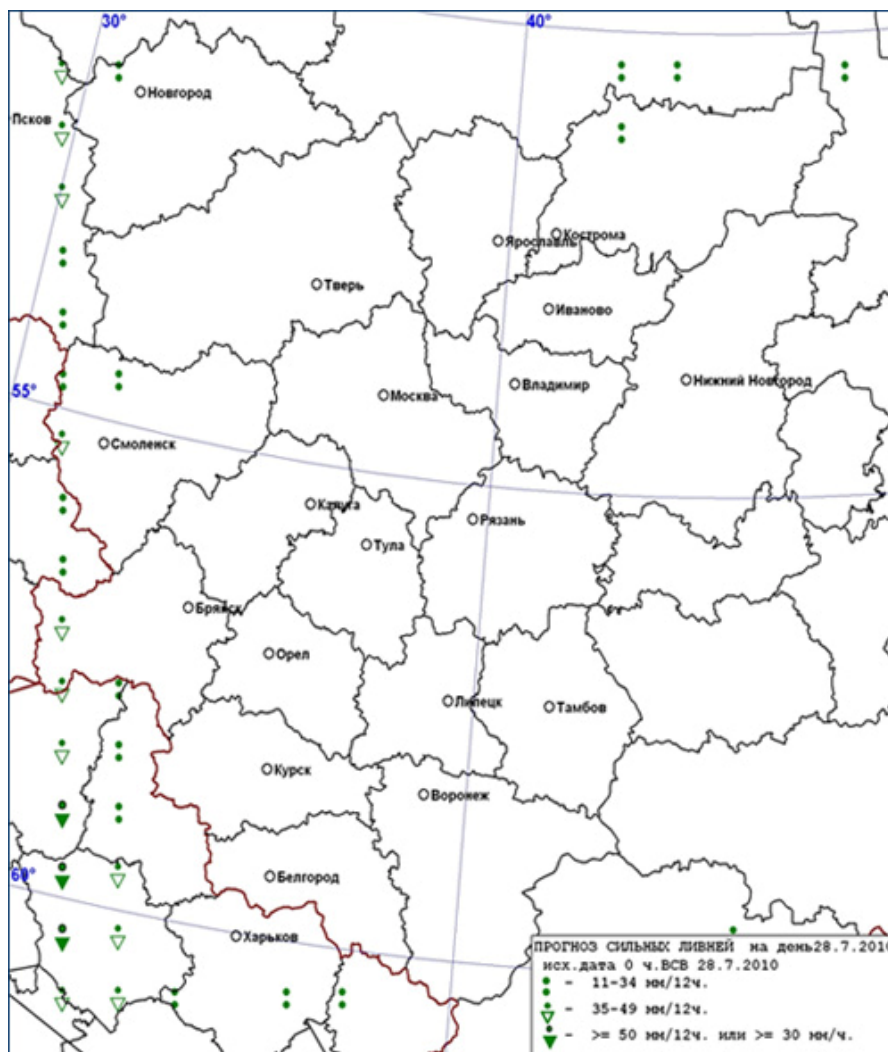 30°
40°
Новгород
Псков
Кострома
Ярославль
Тверь
Иваново
55°
Владимир
Нижний Новгород
Москва
Смоленск
Калуга
Рязань
Тула
Брянск
Орел
Липецк
Тамбов
Курск
Воронеж
60°
Белгород
Харьков
ПРОГНОЗ СИЛЬНЫХ ЛИВНЕЙ на день28.7.2010
исх.дата 0 ч.ВСВ 28.7.2010
- 11-34 мм/12ч.
- 35-49 мм/12ч.
- >= 50 мм/12ч. или >= 30 мм/ч.